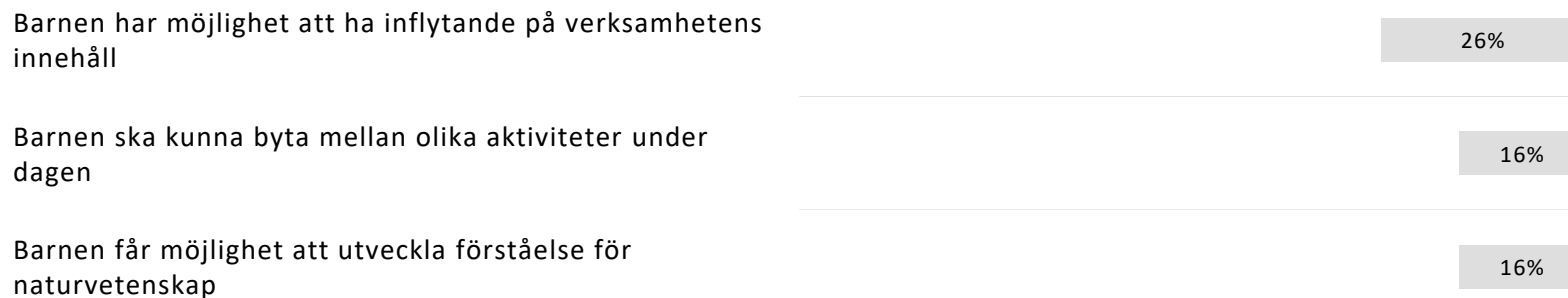 Barnen har möjlighet att ha inflytande på verksamhetens
innehåll
26%
Barnen ska kunna byta mellan olika aktiviteter under
dagen
16%
Barnen får möjlighet att utveckla förståelse för
naturvetenskap
16%